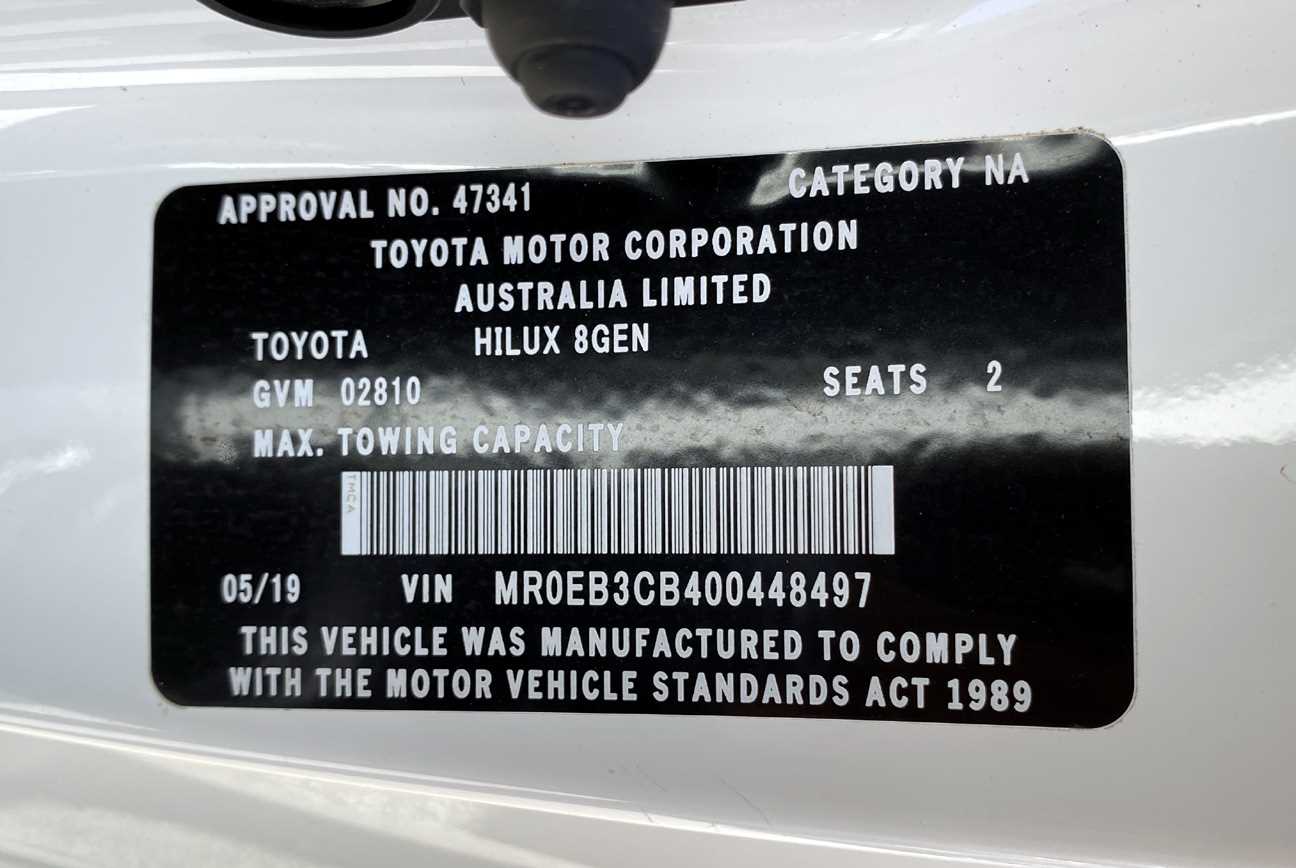 APPROVAL NO. 47341 CATEGORY NA
TOYOTA MOTOR CORPORATION
AUSTRALIA LIMITED
TOYOTA HILUX 8GEN
GVM 02810 SEATS 2
MAX. TOWING CAPACITY
TMCA
05/19 VIN MR0EB3CB400448497
THIS VEHICLE WAS MANUFACTURED TO COMPLY
WITH THE MOTOR VEHICLE STANDARDS ACT 1989